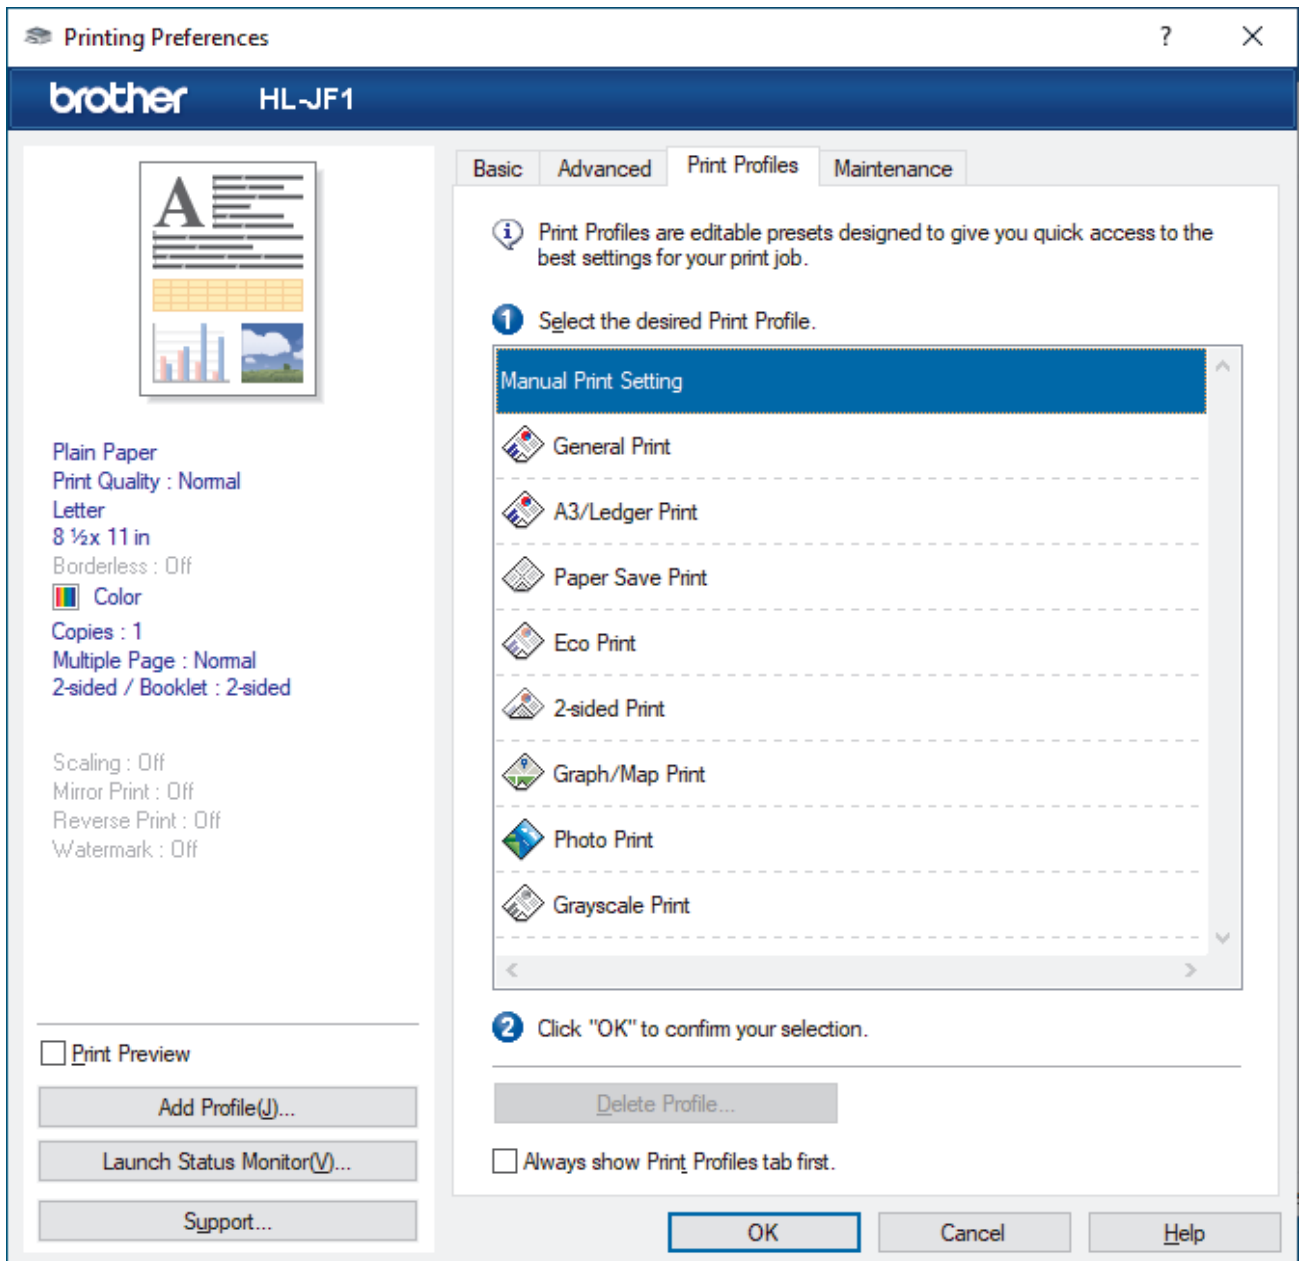 Printing Preferences
?
brother HL-JF1
A
Plain Paper
Print Quality : Normal
Letter
8 ½x 11 in
Borderless : Off
Color
Copies : 1
Multiple Page : Normal
2-sided / Booklet : 2-sided
Scaling : Off
Mirror Print : Off
Reverse Print : Off
Watermark : Off
Print Preview
Add Profile(J)...
Launch Status Monitor(V)...
Support...
Basic Advanced Print Profiles Maintenance
Print Profiles are editable presets designed to give you quick access to the
best settings for your print job.
1 Select the desired Print Profile.
Manual Print Setting
General Print
A3/Ledger Print
Paper Save Print
Eco Print
2-sided Print
Graph/Map Print
Photo Print
Grayscale Print
2 Click "OK" to confirm your selection.
Delete Profile...
Always show Print Profiles tab first.
OK Cancel Help